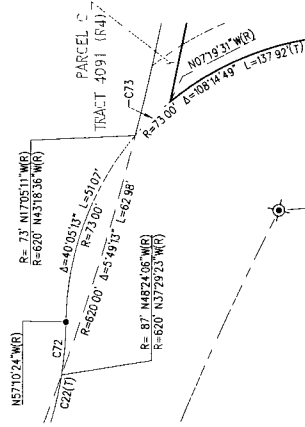 PARCEL C
TRACT 4091 (R4)
N07°19'31"W(R)
C73
R=73.00' Δ=108°14'49" L=137.92'(T)
R= 73' N17°05'11"W(R)
R=620' N43°18'36"W(R)
Δ=40°05'13" L=51.07'
R=73.00'
R=620.00' Δ=5°49'13" L=62.98'
N57°10'24"W(R)
C72
C22(T)
R= 87' N48°24'06"W(R)
R=620' N37°29'23"W(R)